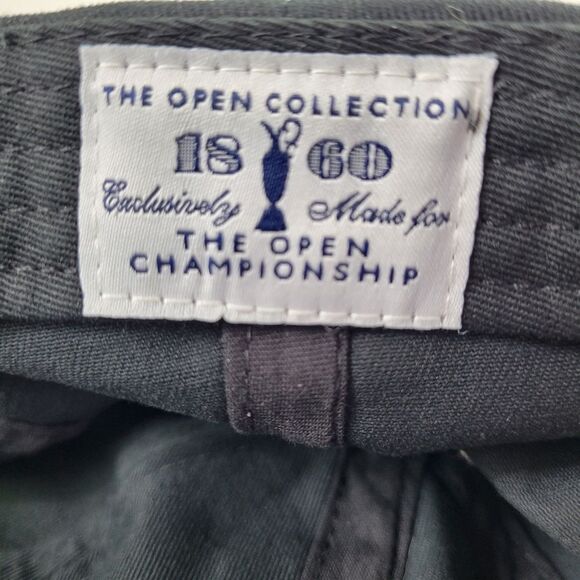 THE OPEN COLLECTION
18 60
Exclusively Made for
THE OPEN
CHAMPIONSHIP